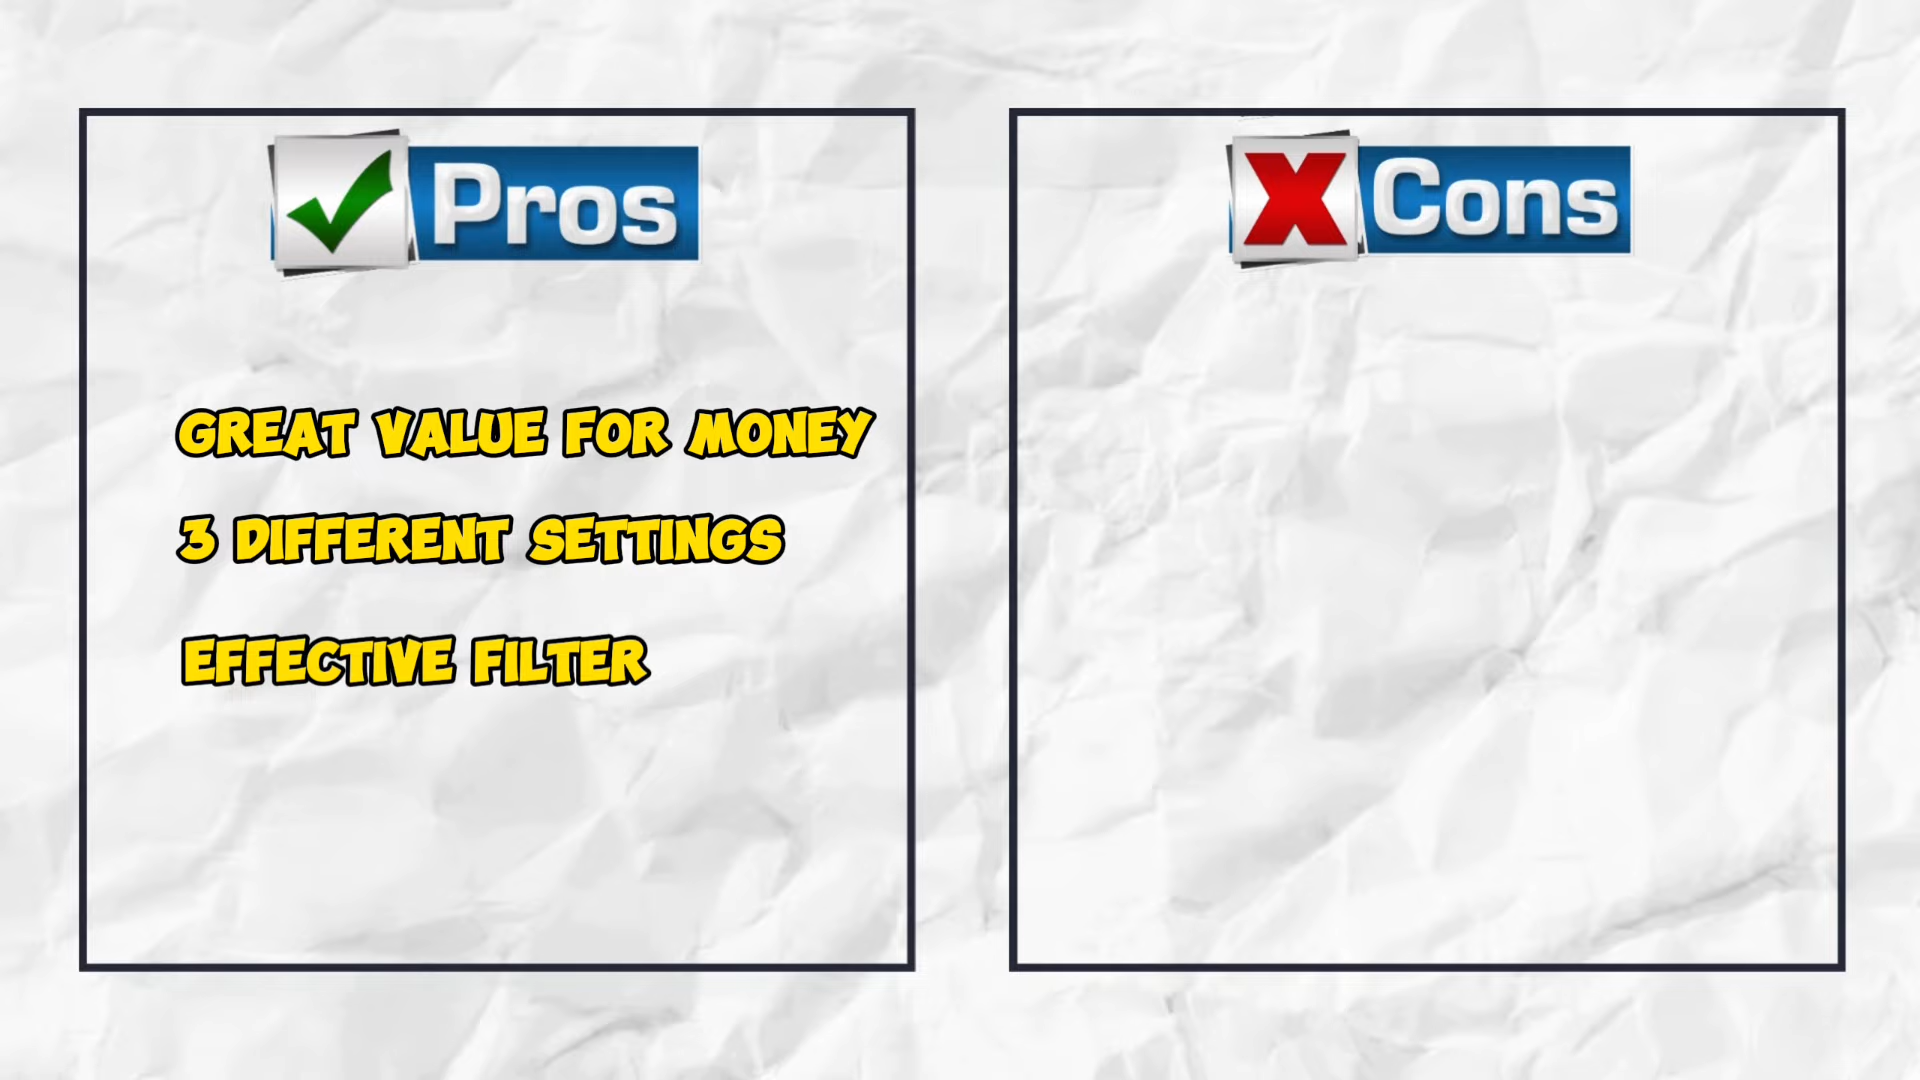 Pros
GREAT VALUE FOR MONEY
3 DIFFERENT SETTINGS
EFFECTIVE FILTER
X Cons